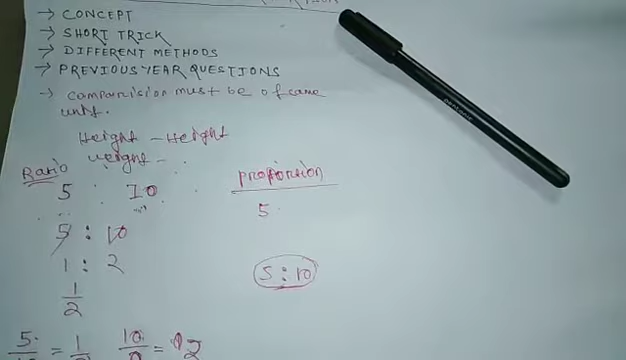 → CONCEPT
→ SHORT TRICK
→ DIFFERENT METHODS
→ PREVIOUS YEAR QUESTIONS
→ comparision must be of same
unit.
Height - Height
weight -
Ratio
5 : 10
5 : 10
1 : 2
1/2
proportion
5
5 : 10